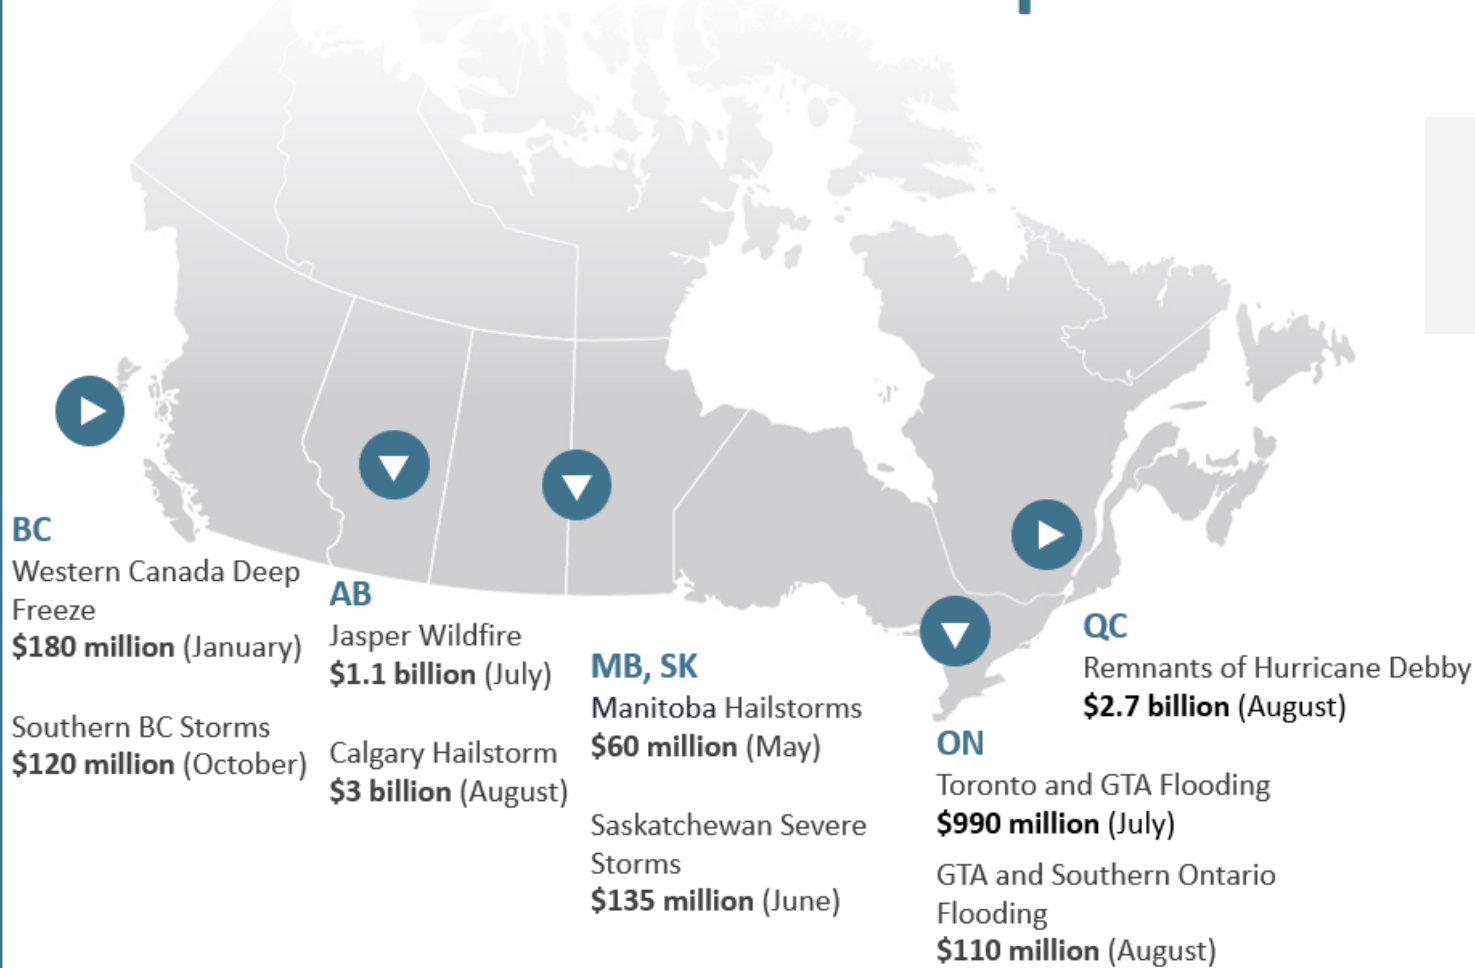 BC
Western Canada Deep
Freeze
$180 million (January)
Southern BC Storms
$120 million (October)
AB
Jasper Wildfire
$1.1 billion (July)
Calgary Hailstorm
$3 billion (August)
MB, SK
Manitoba Hailstorms
$60 million (May)
Saskatchewan Severe
Storms
$135 million (June)
QC
Remnants of Hurricane Debby
$2.7 billion (August)
ON
Toronto and GTA Flooding
$990 million (July)
GTA and Southern Ontario
Flooding
$110 million (August)